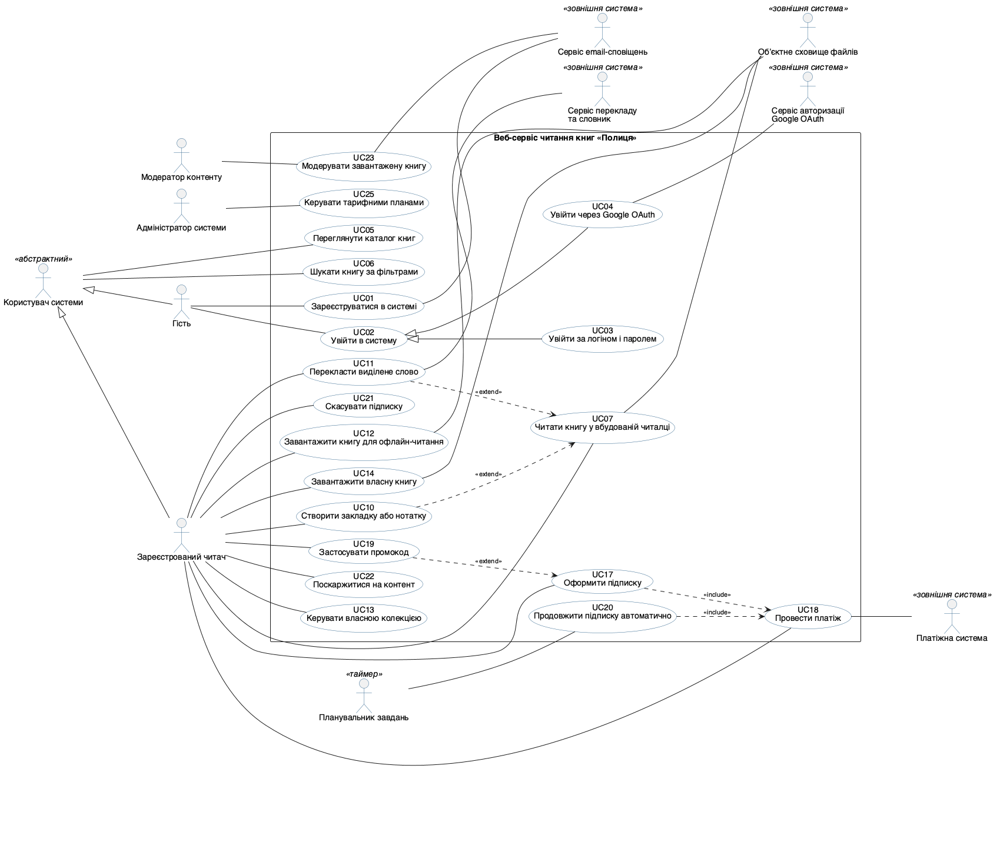 «зовнішня система»
Сервіс email-сповіщень
«зовнішня система»
Об'єктне сховище файлів
«зовнішня система»
Сервіс перекладу
та словник
«зовнішня система»
Сервіс авторизації
Google OAuth
Веб-сервіс читання книг «Полиця»
Модератор контенту
UC23
Модерувати завантажену книгу
Адміністратор системи
UC25
Керувати тарифними планами
UC04
Увійти через Google OAuth
UC05
Переглянути каталог книг
«абстрактний»
Користувач системи
UC06
Шукати книгу за фільтрами
Гість
UC01
Зареєструватися в системі
UC02
Увійти в систему
UC03
Увійти за логіном і паролем
UC11
Перекласти виділене слово
«extend»
UC21
Скасувати підписку
UC07
Читати книгу у вбудованій читалці
UC12
Завантажити книгу для офлайн-читання
UC14
Завантажити власну книгу
«extend»
UC10
Створити закладку або нотатку
Зареєстрований читач
UC19
Застосувати промокод
«extend»
UC22
Поскаржитися на контент
UC17
Оформити підписку
«include»
UC13
Керувати власною колекцією
UC20
Продовжити підписку автоматично
«include»
UC18
Провести платіж
«зовнішня система»
Платіжна система
«таймер»
Планувальник завдань